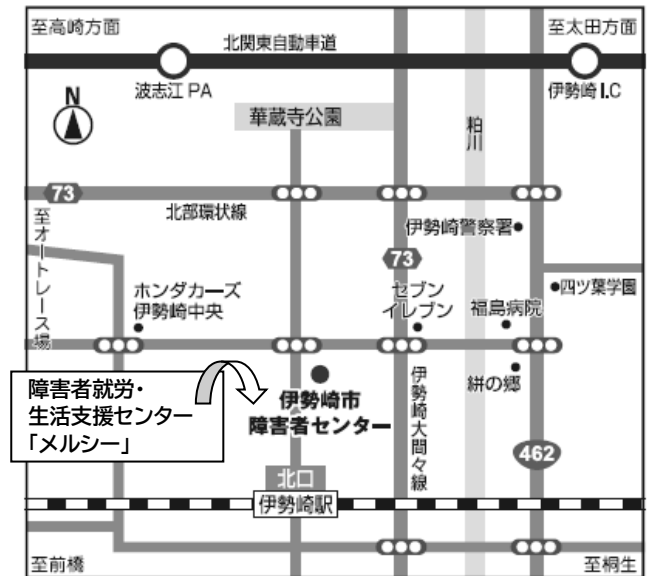 至高崎方面
北関東自動車道
至太田方面
波志江 PA
伊勢崎 I.C
N
華蔵寺公園
粕川
73
北部環状線
至オートレース場
伊勢崎警察署
73
四ツ葉学園
ホンダカーズ
伊勢崎中央
セブン
イレブン
福島病院
絣の郷
障害者就労・
生活支援センター
「メルシー」
伊勢崎市
障害者センター
伊勢崎大間々線
462
北口
伊勢崎駅
至前橋
至桐生